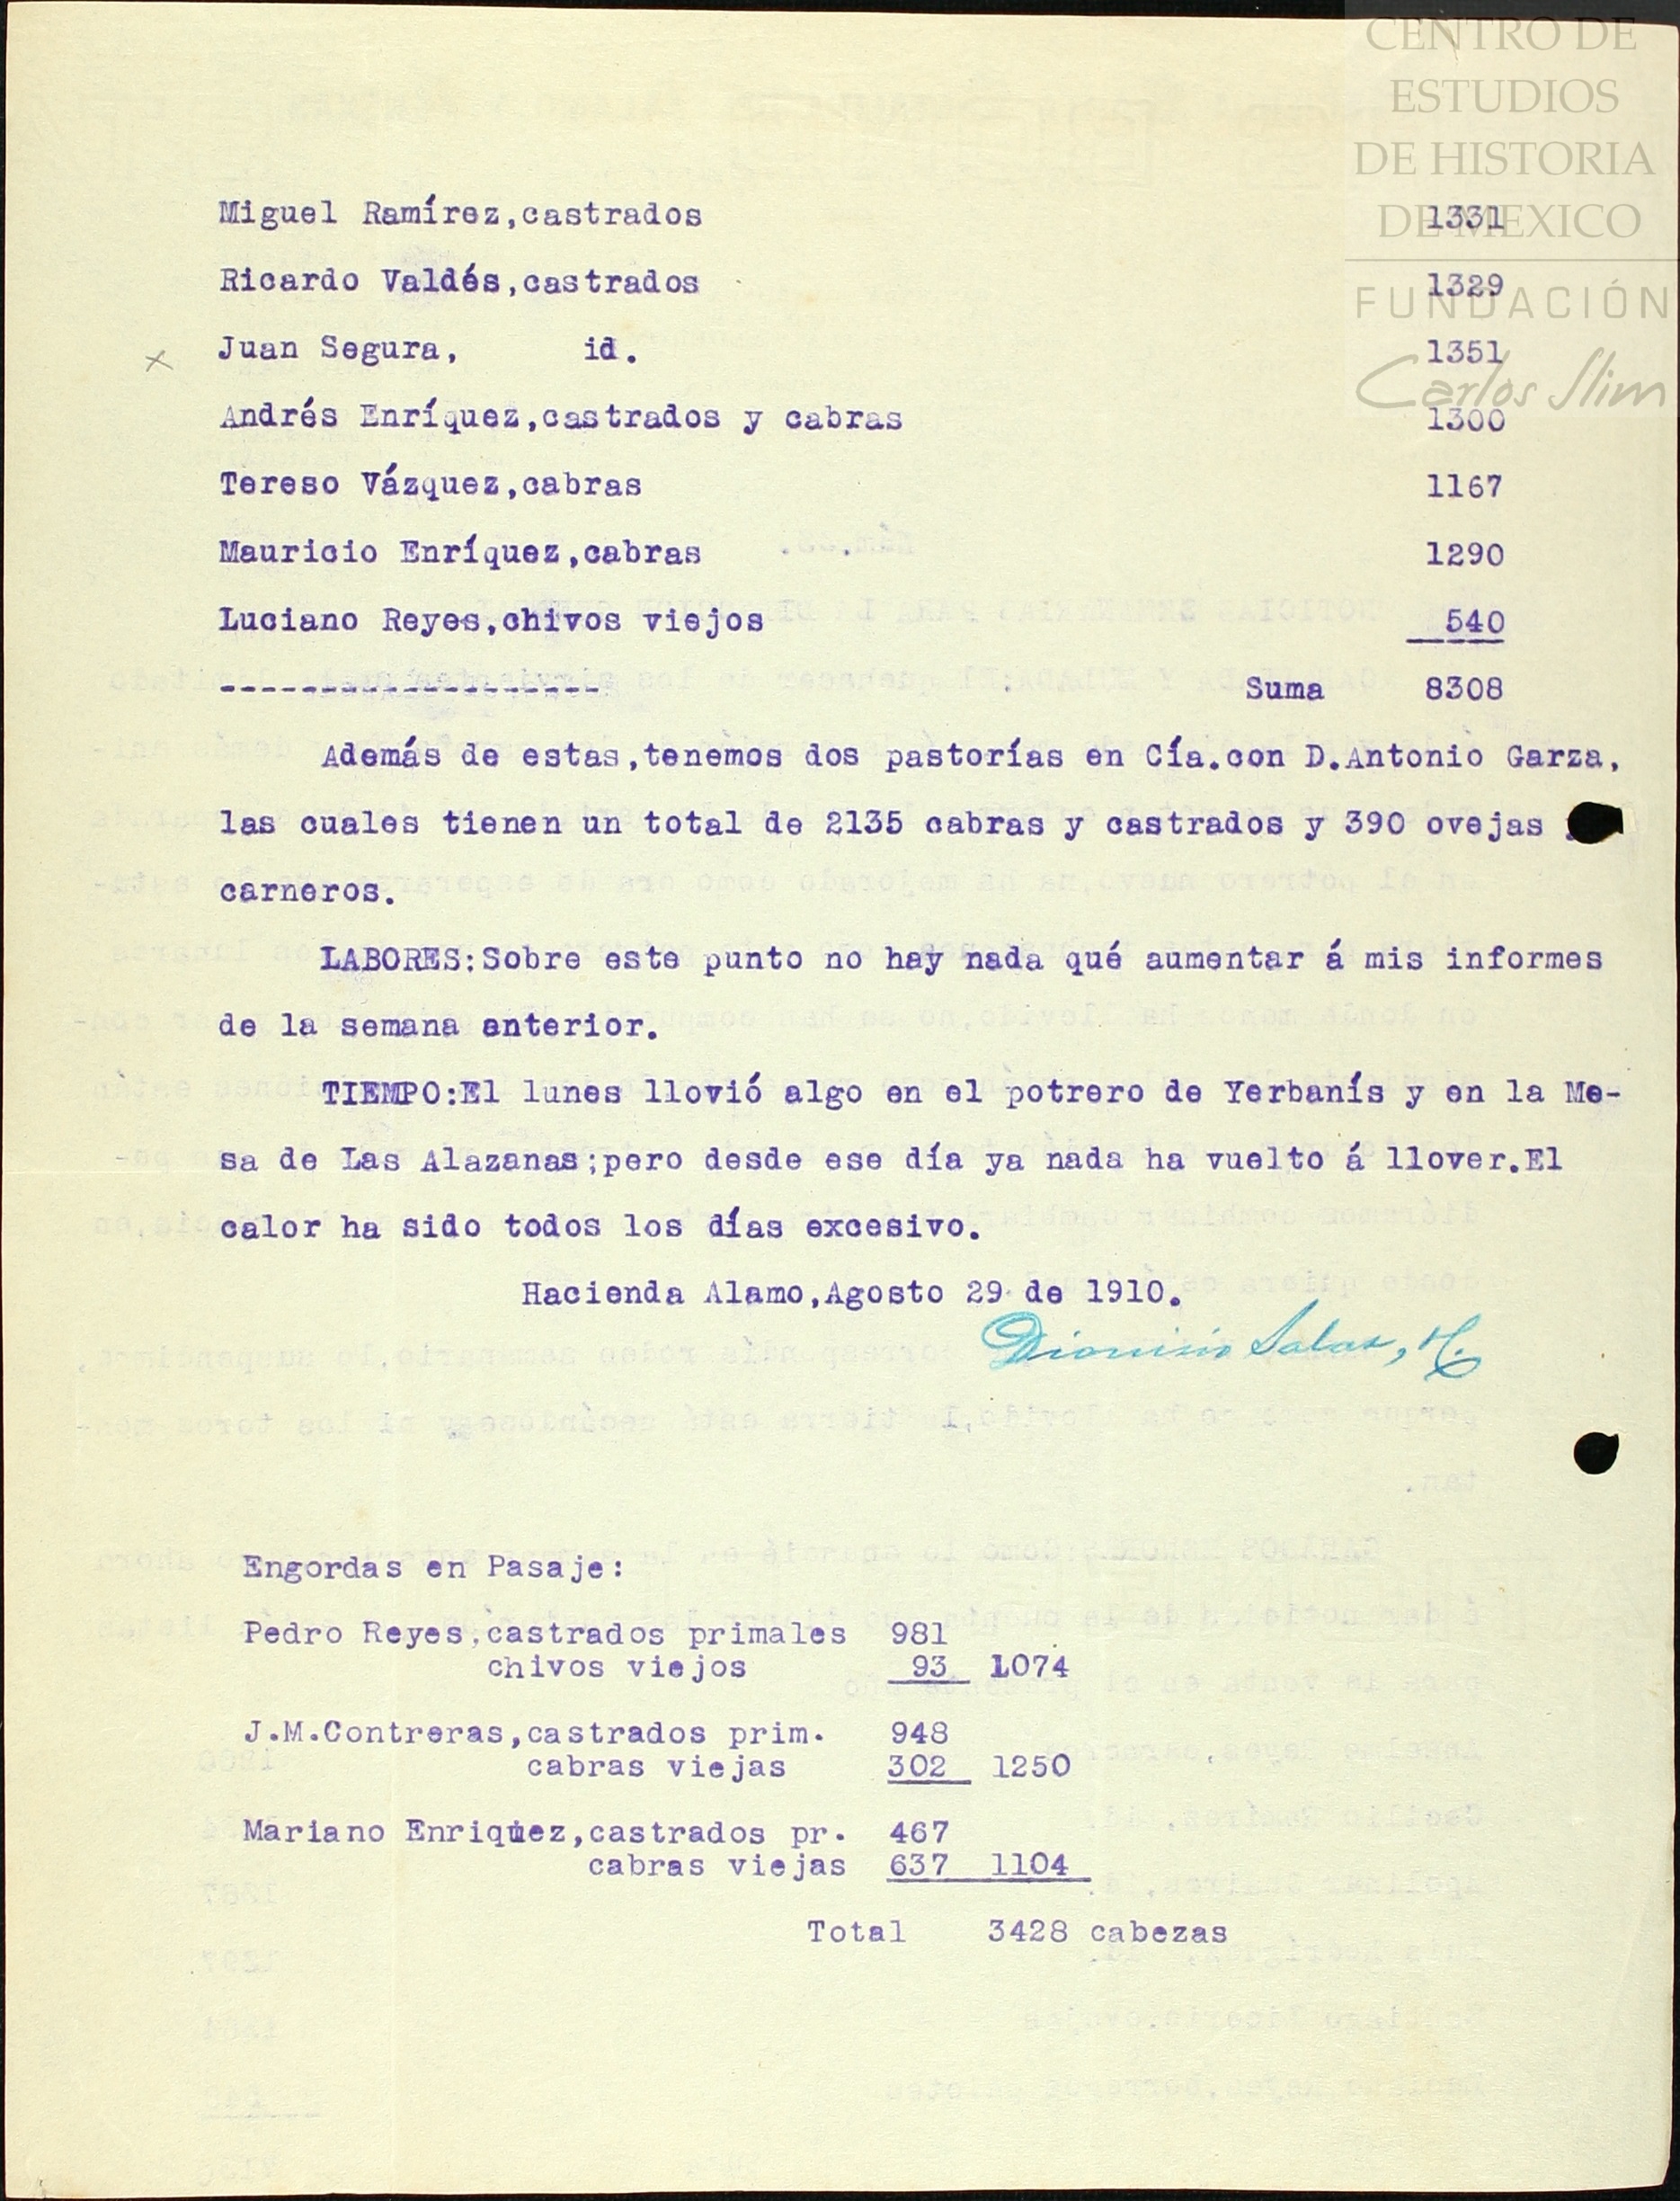 CENTRO DE
ESTUDIOS
DE HISTORIA
DE MEXICO
FUNDACIÓN
Carlos Slim
Miguel Ramírez,castrados 1331
Ricardo Valdés,castrados 1329
x Juan Segura, id. 1351
Andrés Enríquez,castrados y cabras 1300
Tereso Vázquez,cabras 1167
Mauricio Enríquez,cabras 1290
Luciano Reyes,chivos viejos 540
------------------- Suma 8308
Además de estas,tenemos dos pastorías en Cía.con D.Antonio Garza,
las cuales tienen un total de 2135 cabras y castrados y 390 ovejas
carneros.
LABORES:Sobre este punto no hay nada qué aumentar á mis informes
de la semana anterior.
TIEMPO:El lunes llovió algo en el potrero de Yerbanís y en la Me-
sa de Las Alazanas;pero desde ese día ya nada ha vuelto á llover.El
calor ha sido todos los días excesivo.
Hacienda Alamo,Agosto 29 de 1910.
Dionisio Salas, H.
Engordas en Pasaje:
Pedro Reyes,castrados primales 981
chivos viejos 93 1074
J.M.Contreras,castrados prim. 948
cabras viejas 302 1250
Mariano Enriquez,castrados pr. 467
cabras viejas 637 1104
Total 3428 cabezas